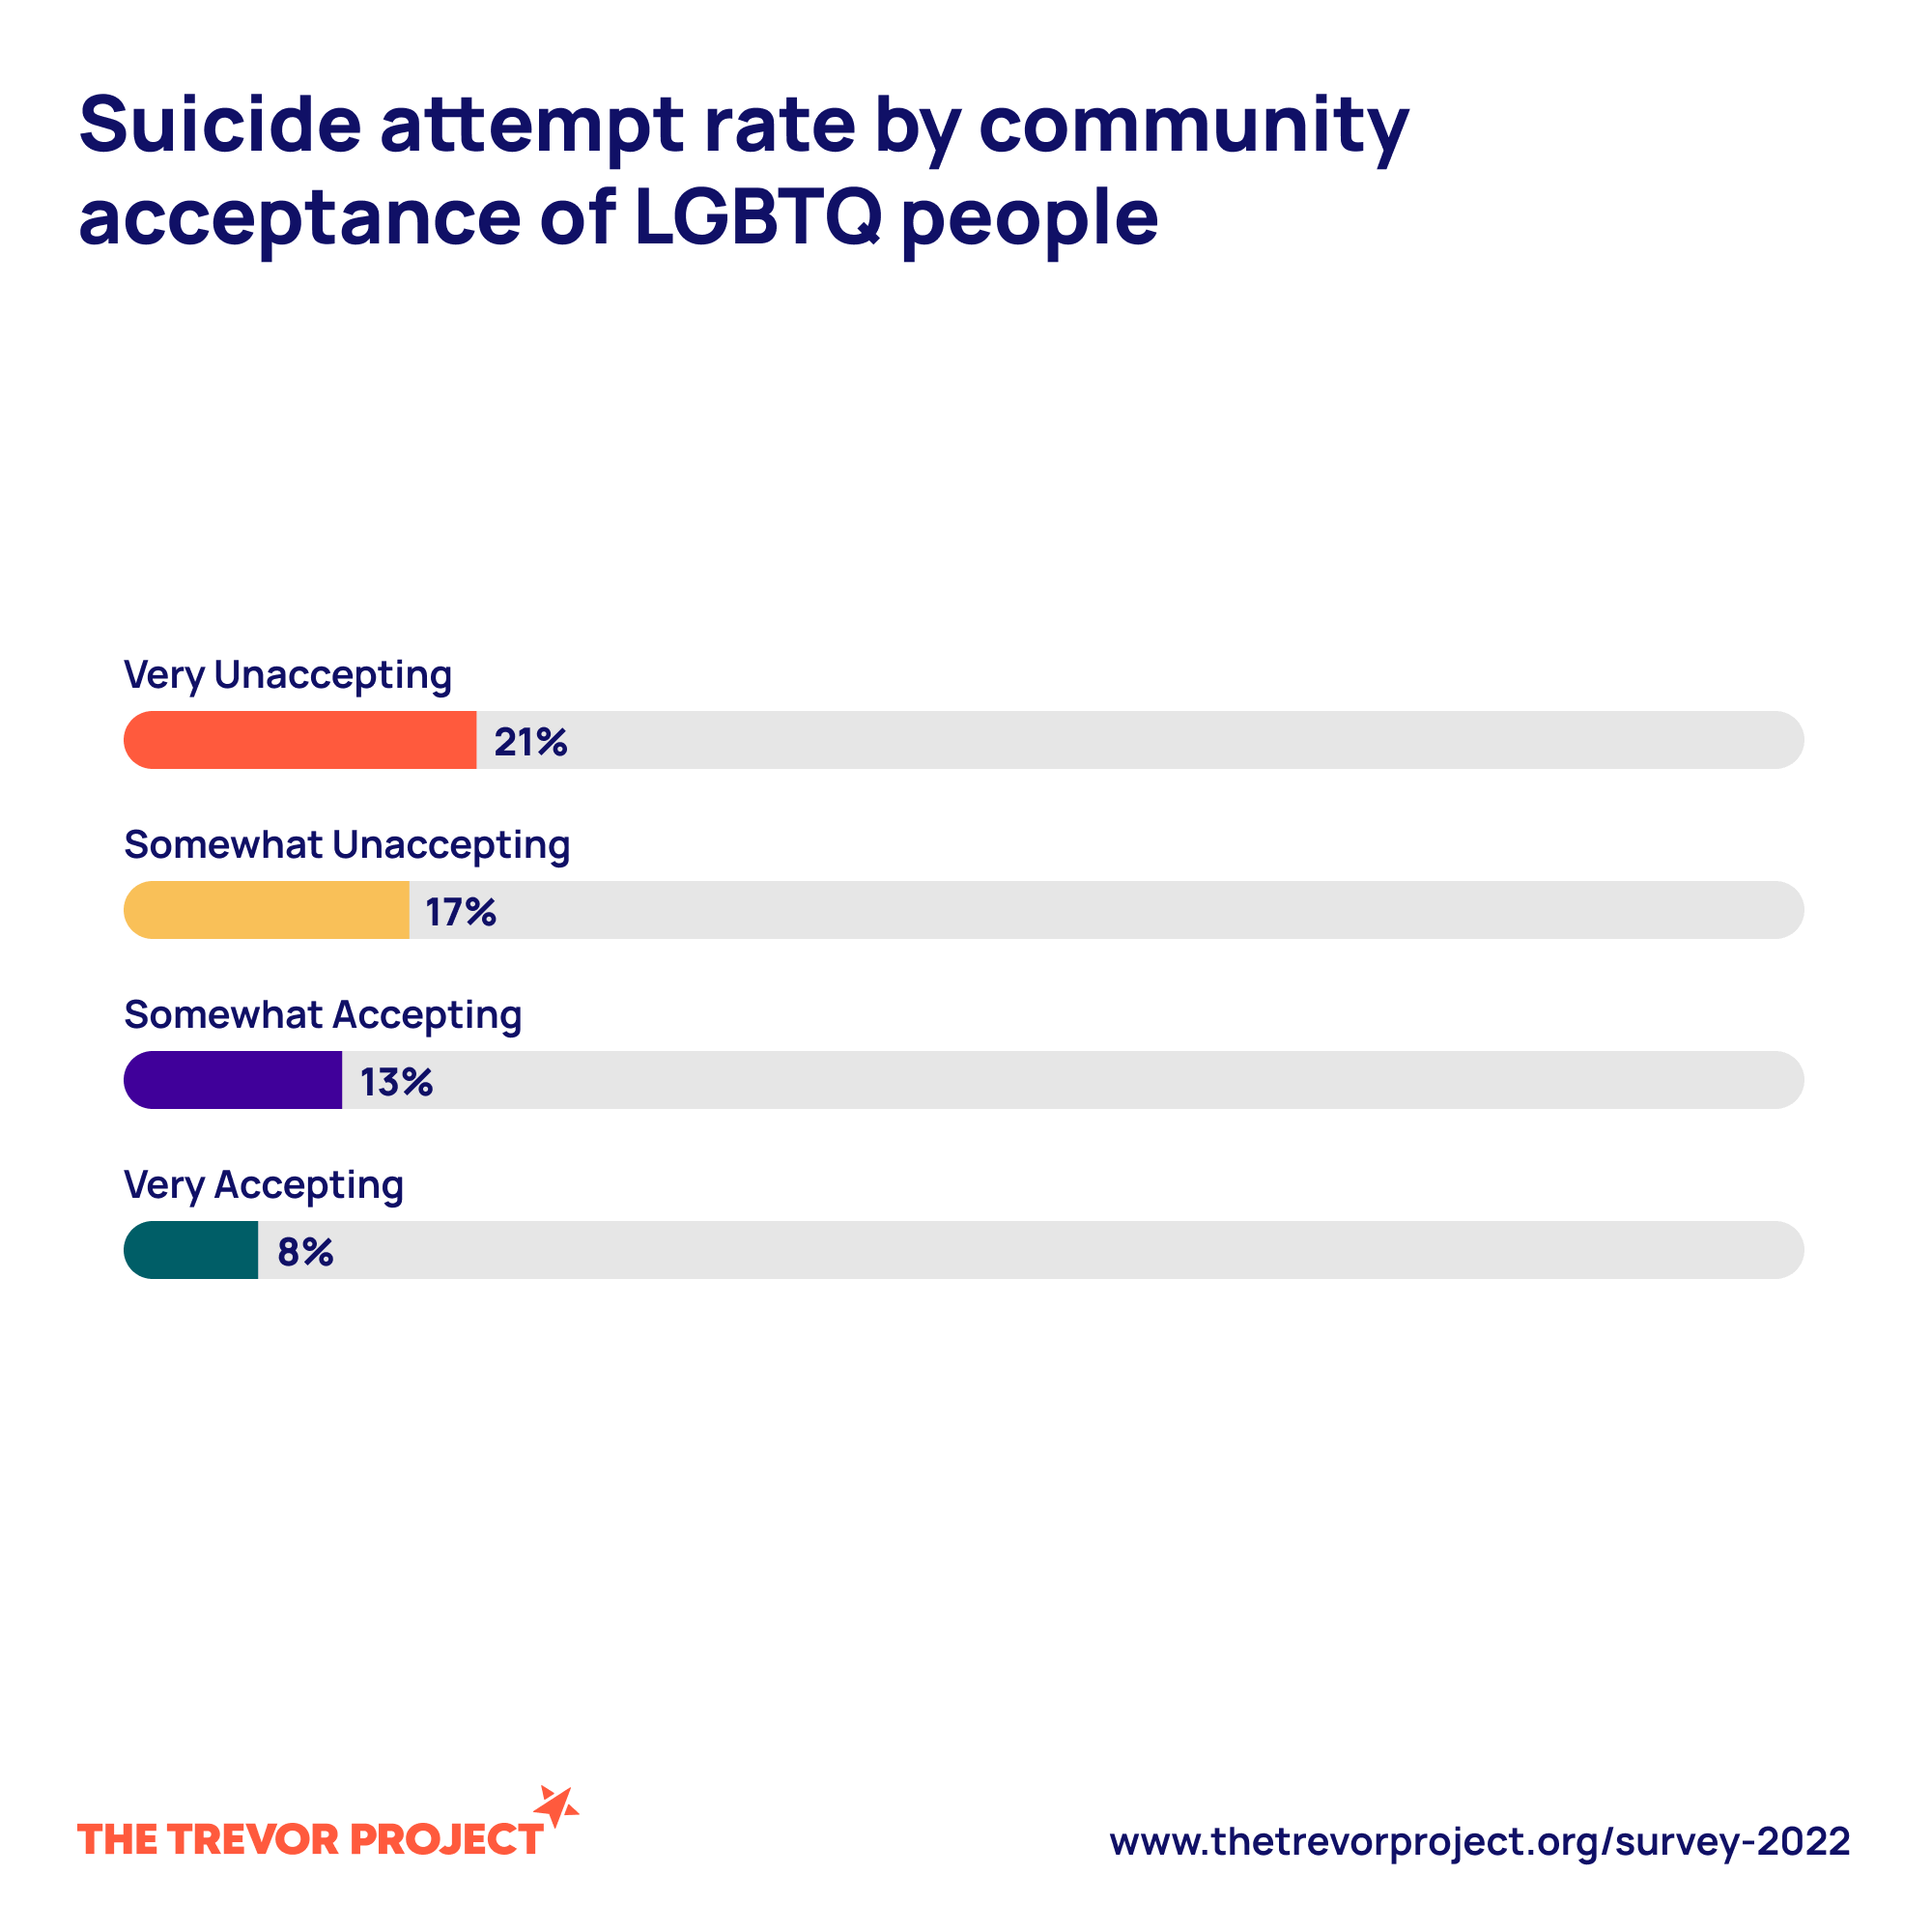 Suicide attempt rate by community
acceptance of LGBTQ people
Very Unaccepting
21%
Somewhat Unaccepting
17%
Somewhat Accepting
13%
Very Accepting
8%
THE TREVOR PROJECT
www.thetrevorproject.org/survey-2022